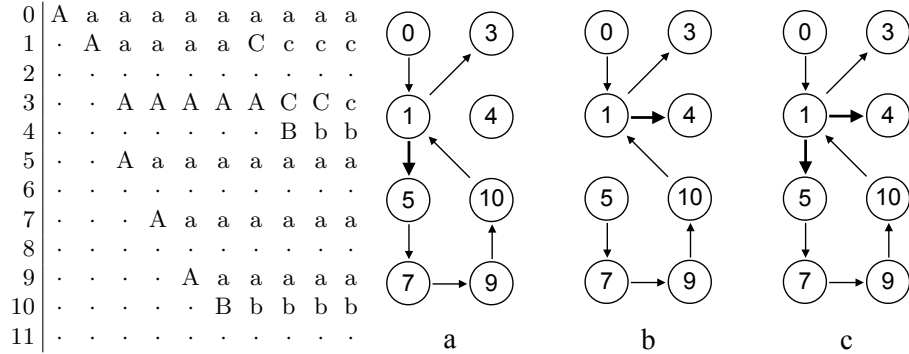 0 A a a a a a a a a a
1 · A a a a a C c c c
2 · · · · · · · · · ·
3 · · A A A A A C C c
4 · · · · · · · B b b
5 · · A a a a a a a a
6 · · · · · · · · · ·
7 · · · A a a a a a a
8 · · · · · · · · · ·
9 · · · · A a a a a a
10 · · · · · B b b b b
11 · · · · · · · · · ·
0 3
1 4
5 10
7 9
a
0 3
1 4
5 10
7 9
b
0 3
1 4
5 10
7 9
c